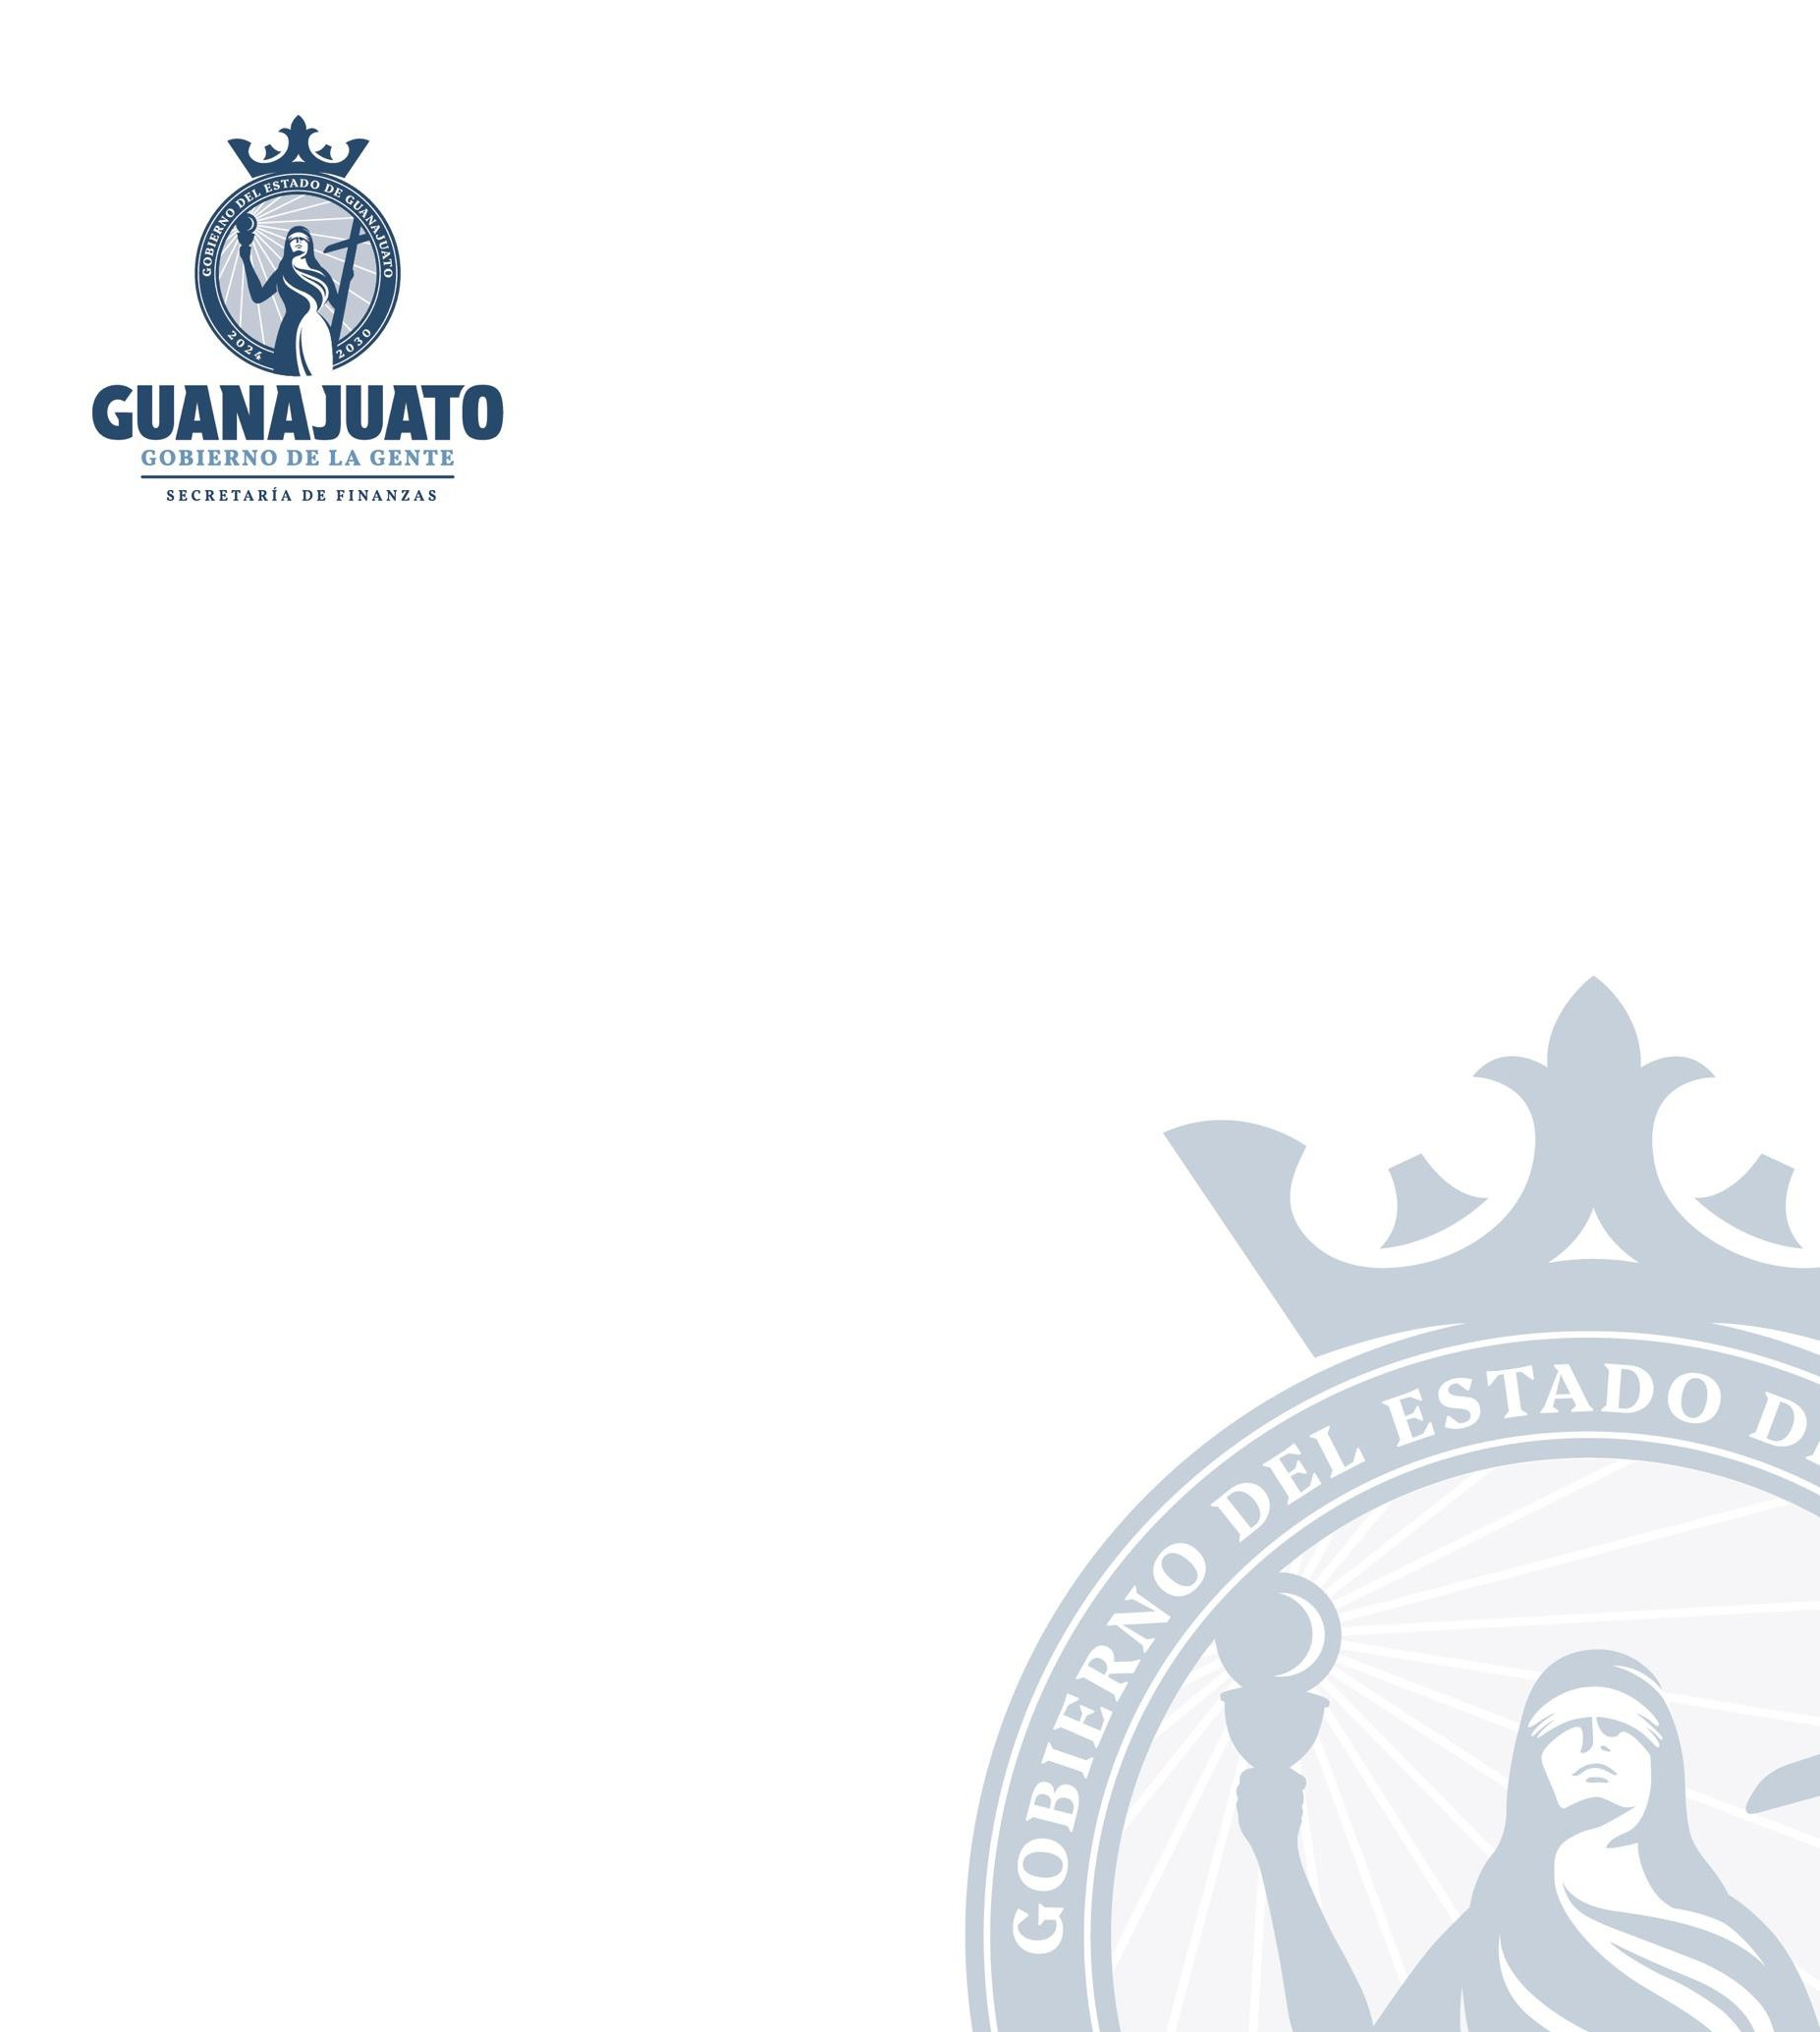 GOBIERNO DEL ESTADO DE GUANAJUATO
2024 2030
GUANAJUATO
GOBIERNO DE LA GENTE
SECRETARÍA DE FINANZAS
GOBIERNO DEL ESTADO D